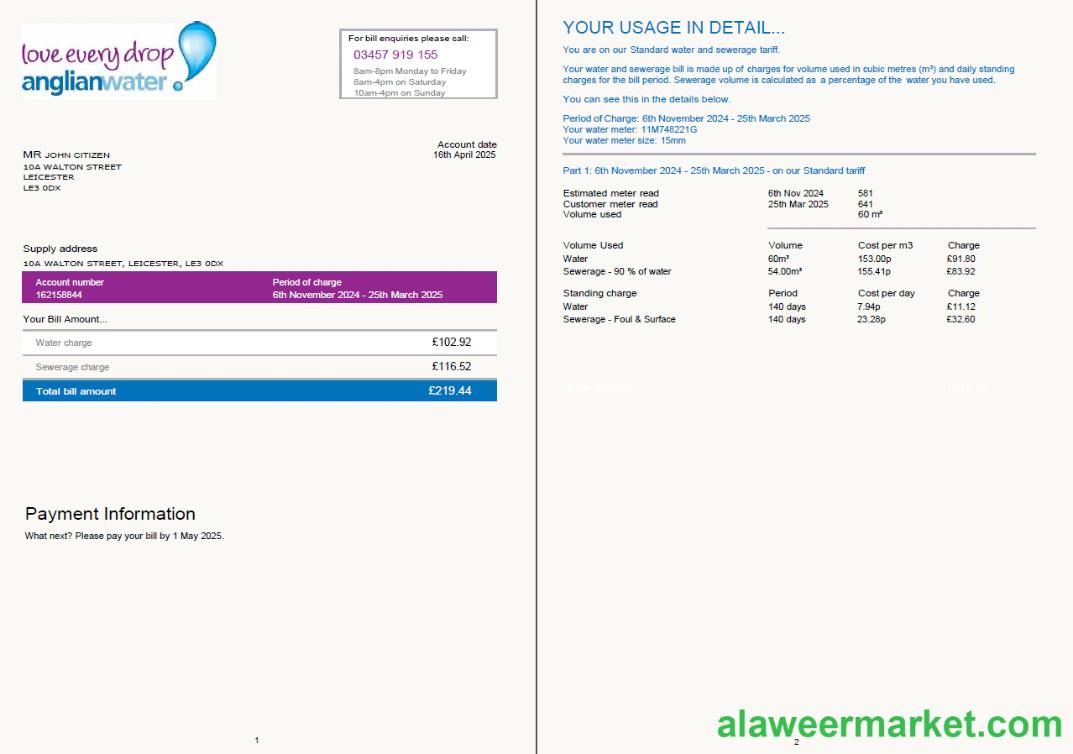 love every drop
anglianwater
For bill enquiries please call:
03457 919 155
8am-8pm Monday to Friday
8am-4pm on Saturday
10am-4pm on Sunday
Account date
16th April 2025
MR JOHN CITIZEN
10A WALTON STREET
LEICESTER
LE3 0DX
Supply address
10A WALTON STREET, LEICESTER, LE3 0DX
Account number Period of charge
162158844 6th November 2024 - 25th March 2025
Your Bill Amount...
Water charge £102.92
Sewerage charge £116.52
Total bill amount £219.44
Payment Information
What next? Please pay your bill by 1 May 2025.
1
YOUR USAGE IN DETAIL...
You are on our Standard water and sewerage tariff.
Your water and sewerage bill is made up of charges for volume used in cubic metres (m³) and daily standing
charges for the bill period. Sewerage volume is calculated as a percentage of the water you have used.
You can see this in the details below.
Period of Charge: 6th November 2024 - 25th March 2025
Your water meter: 11M748221G
Your water meter size: 15mm
Part 1: 6th November 2024 - 25th March 2025 - on our Standard tariff
Estimated meter read 6th Nov 2024 581
Customer meter read 25th Mar 2025 641
Volume used 60 m³
Volume Used Volume Cost per m3 Charge
Water 60m³ 153.00p £91.80
Sewerage - 90 % of water 54.00m³ 155.41p £83.92
Standing charge Period Cost per day Charge
Water 140 days 7.94p £11.12
Sewerage - Foul & Surface 140 days 23.28p £32.60
alaweermarket.com
2